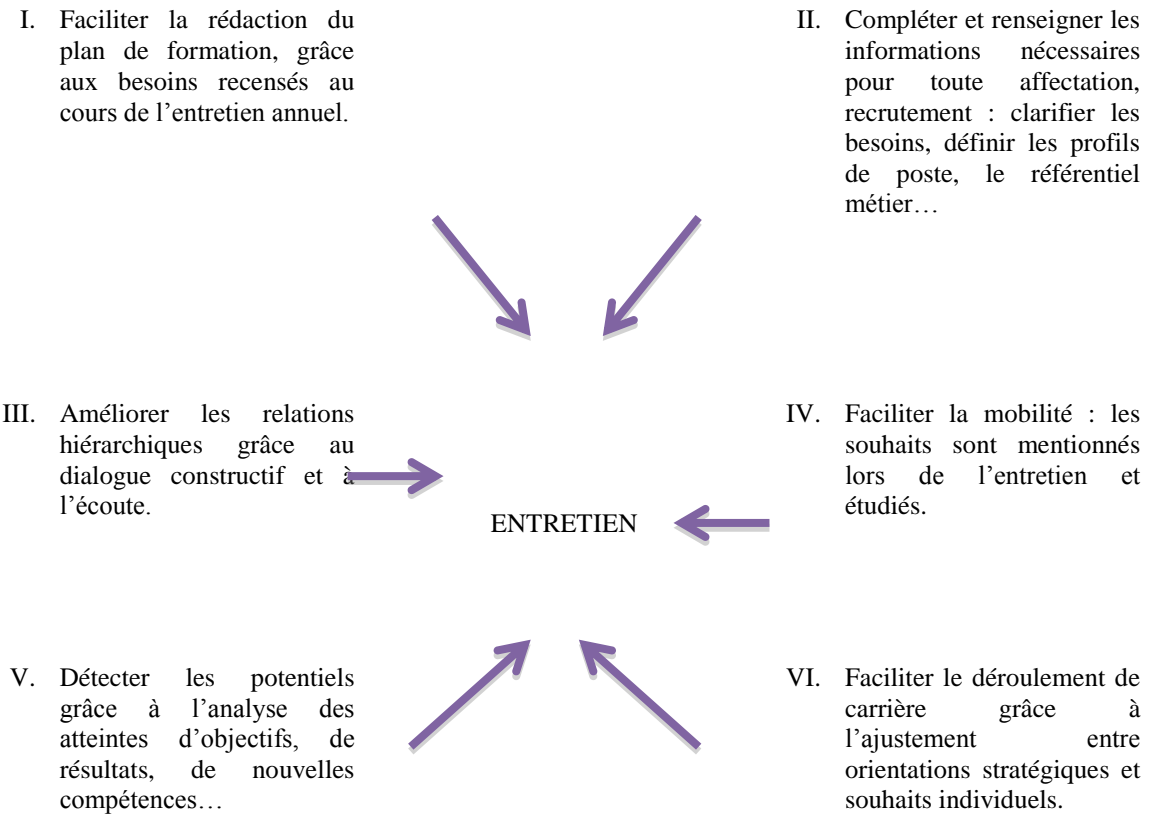 I. Faciliter la rédaction du
plan de formation, grâce
aux besoins recensés au
cours de l’entretien annuel.
II. Compléter et renseigner les
informations nécessaires
pour toute affectation,
recrutement : clarifier les
besoins, définir les profils
de poste, le référentiel
métier…
III. Améliorer les relations
hiérarchiques grâce au
dialogue constructif et à
l’écoute.
IV. Faciliter la mobilité : les
souhaits sont mentionnés
lors de l’entretien et
étudiés.
ENTRETIEN
V. Détecter les potentiels
grâce à l’analyse des
atteintes d’objectifs, de
résultats, de nouvelles
compétences…
VI. Faciliter le déroulement de
carrière grâce à
l’ajustement entre
orientations stratégiques et
souhaits individuels.